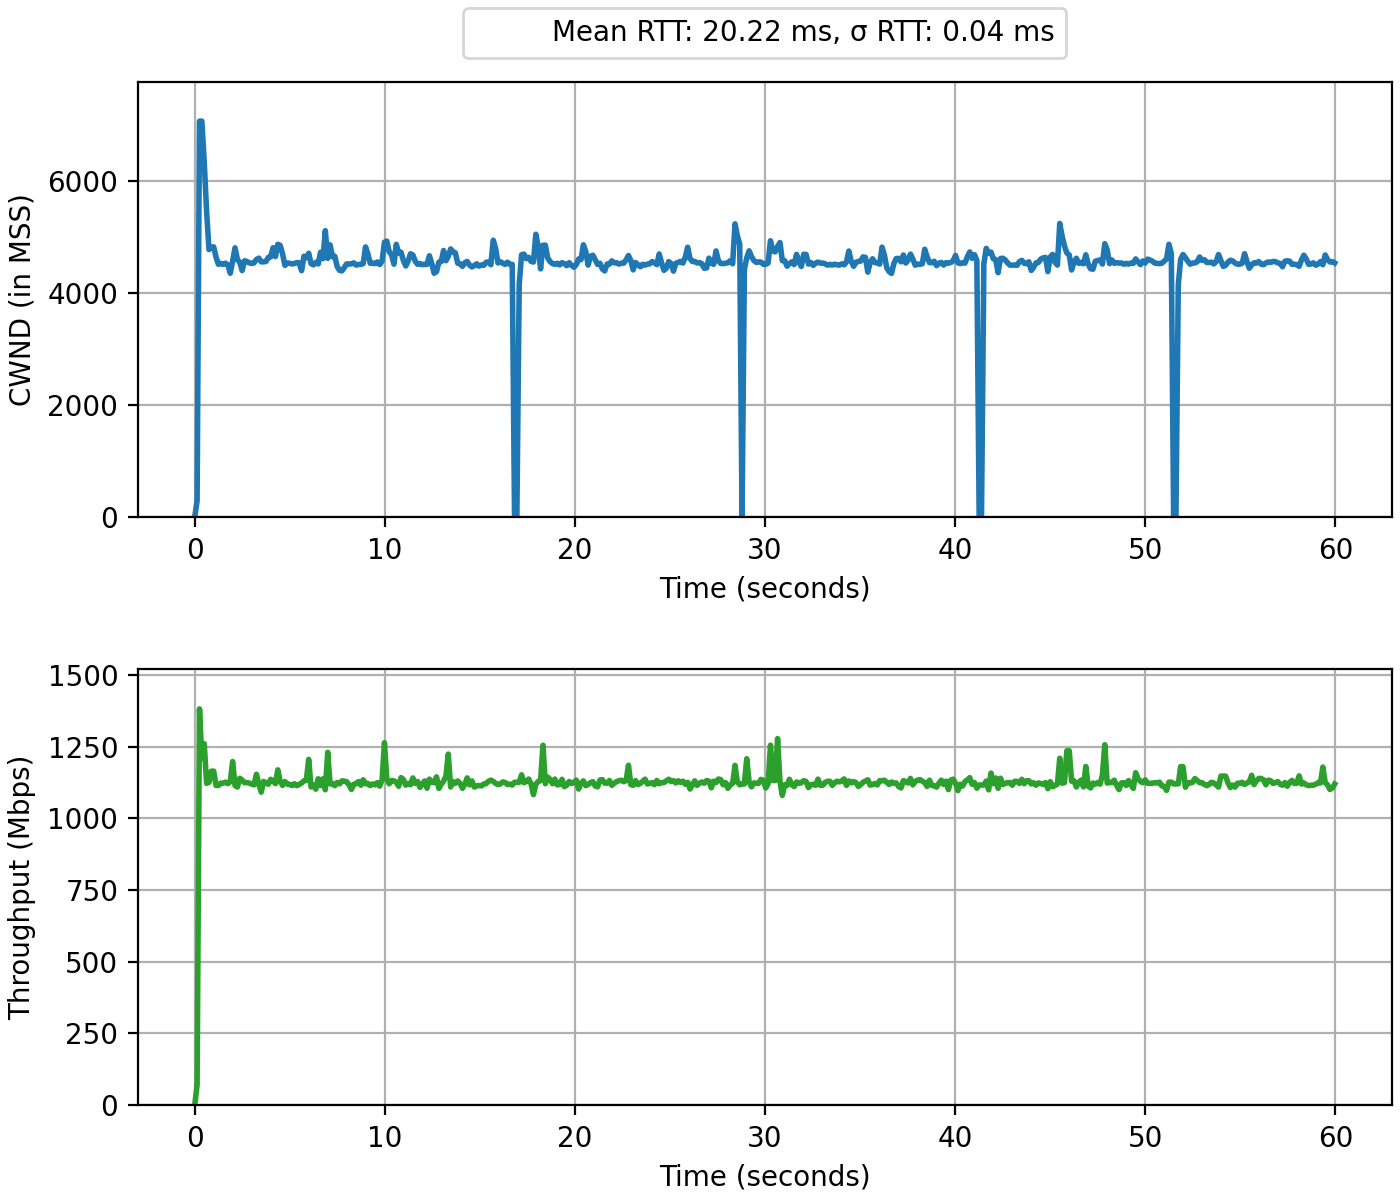 Mean RTT: 20.22 ms, σ RTT: 0.04 ms
CWND (in MSS)
6000
4000
2000
0
0 10 20 30 40 50 60
Time (seconds)
Throughput (Mbps)
1500
1250
1000
750
500
250
0
0 10 20 30 40 50 60
Time (seconds)